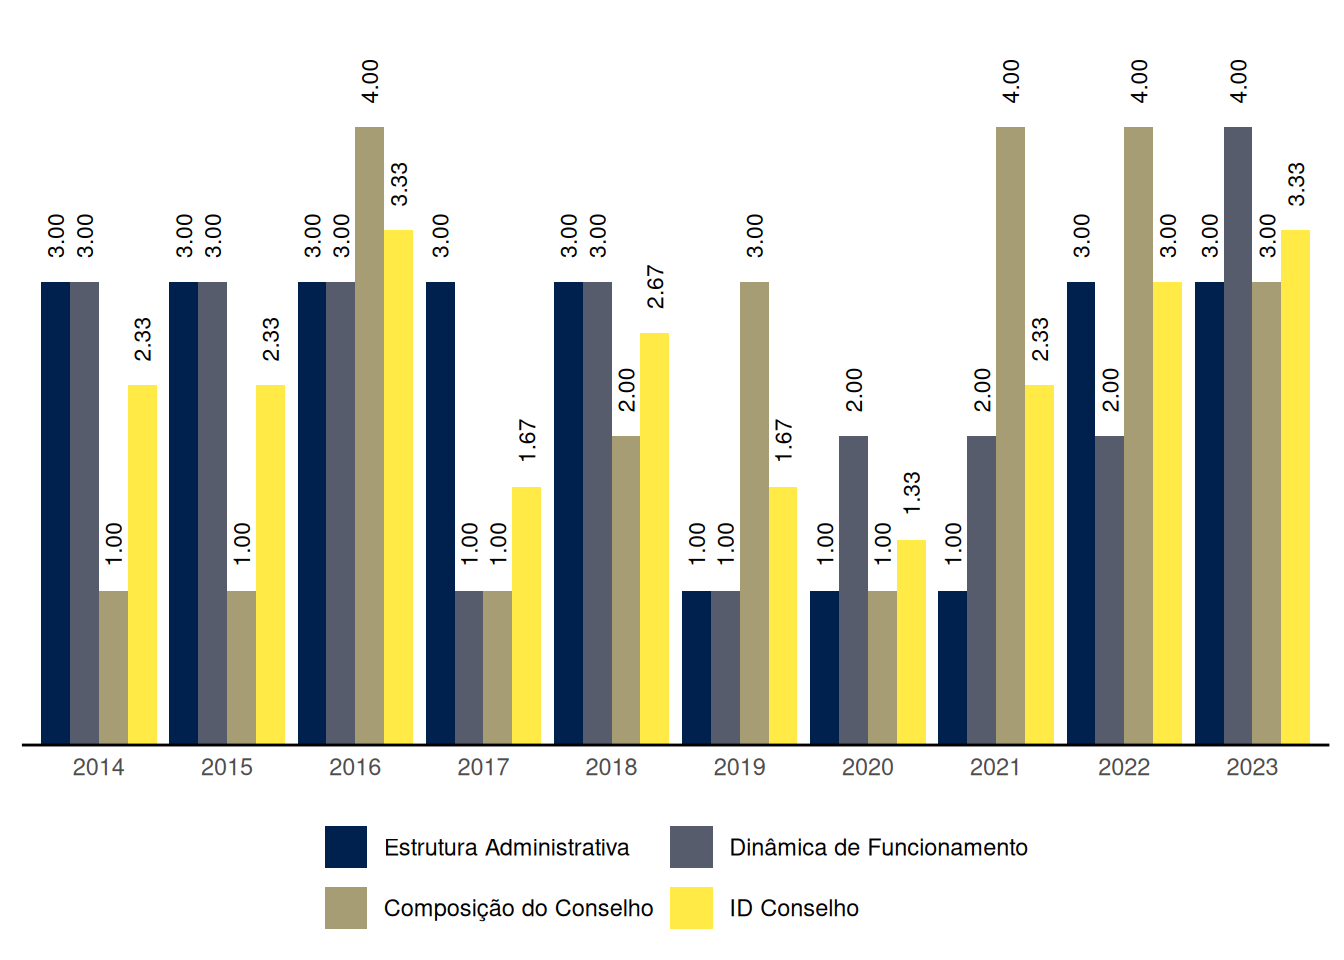 3.00 3.00 1.00 2.33
3.00 3.00 1.00 2.33
3.00 3.00 4.00 3.33
3.00 1.00 1.00 1.67
3.00 3.00 2.00 2.67
1.00 1.00 3.00 1.67
1.00 2.00 1.00 1.33
1.00 2.00 4.00 2.33
3.00 2.00 4.00 3.00
3.00 4.00 3.00 3.33
2014 2015 2016 2017 2018 2019 2020 2021 2022 2023
Estrutura Administrativa Dinâmica de Funcionamento
Composição do Conselho ID Conselho